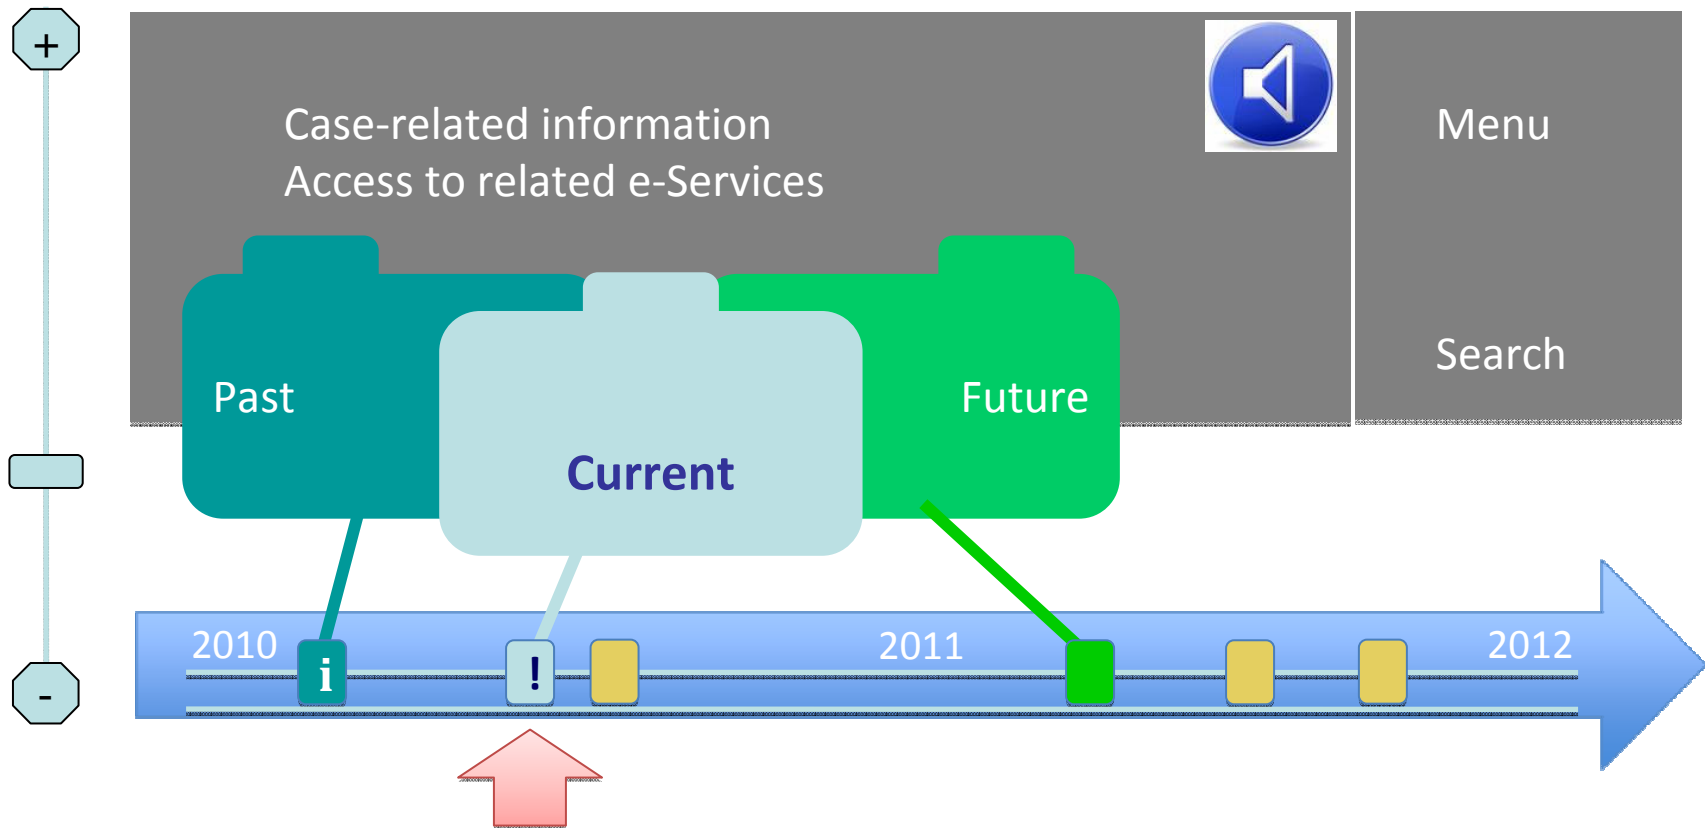 +
Case-related information
Access to related e-Services
Menu
Search
Past
Current
Future
2010
2011
2012
i
!
-